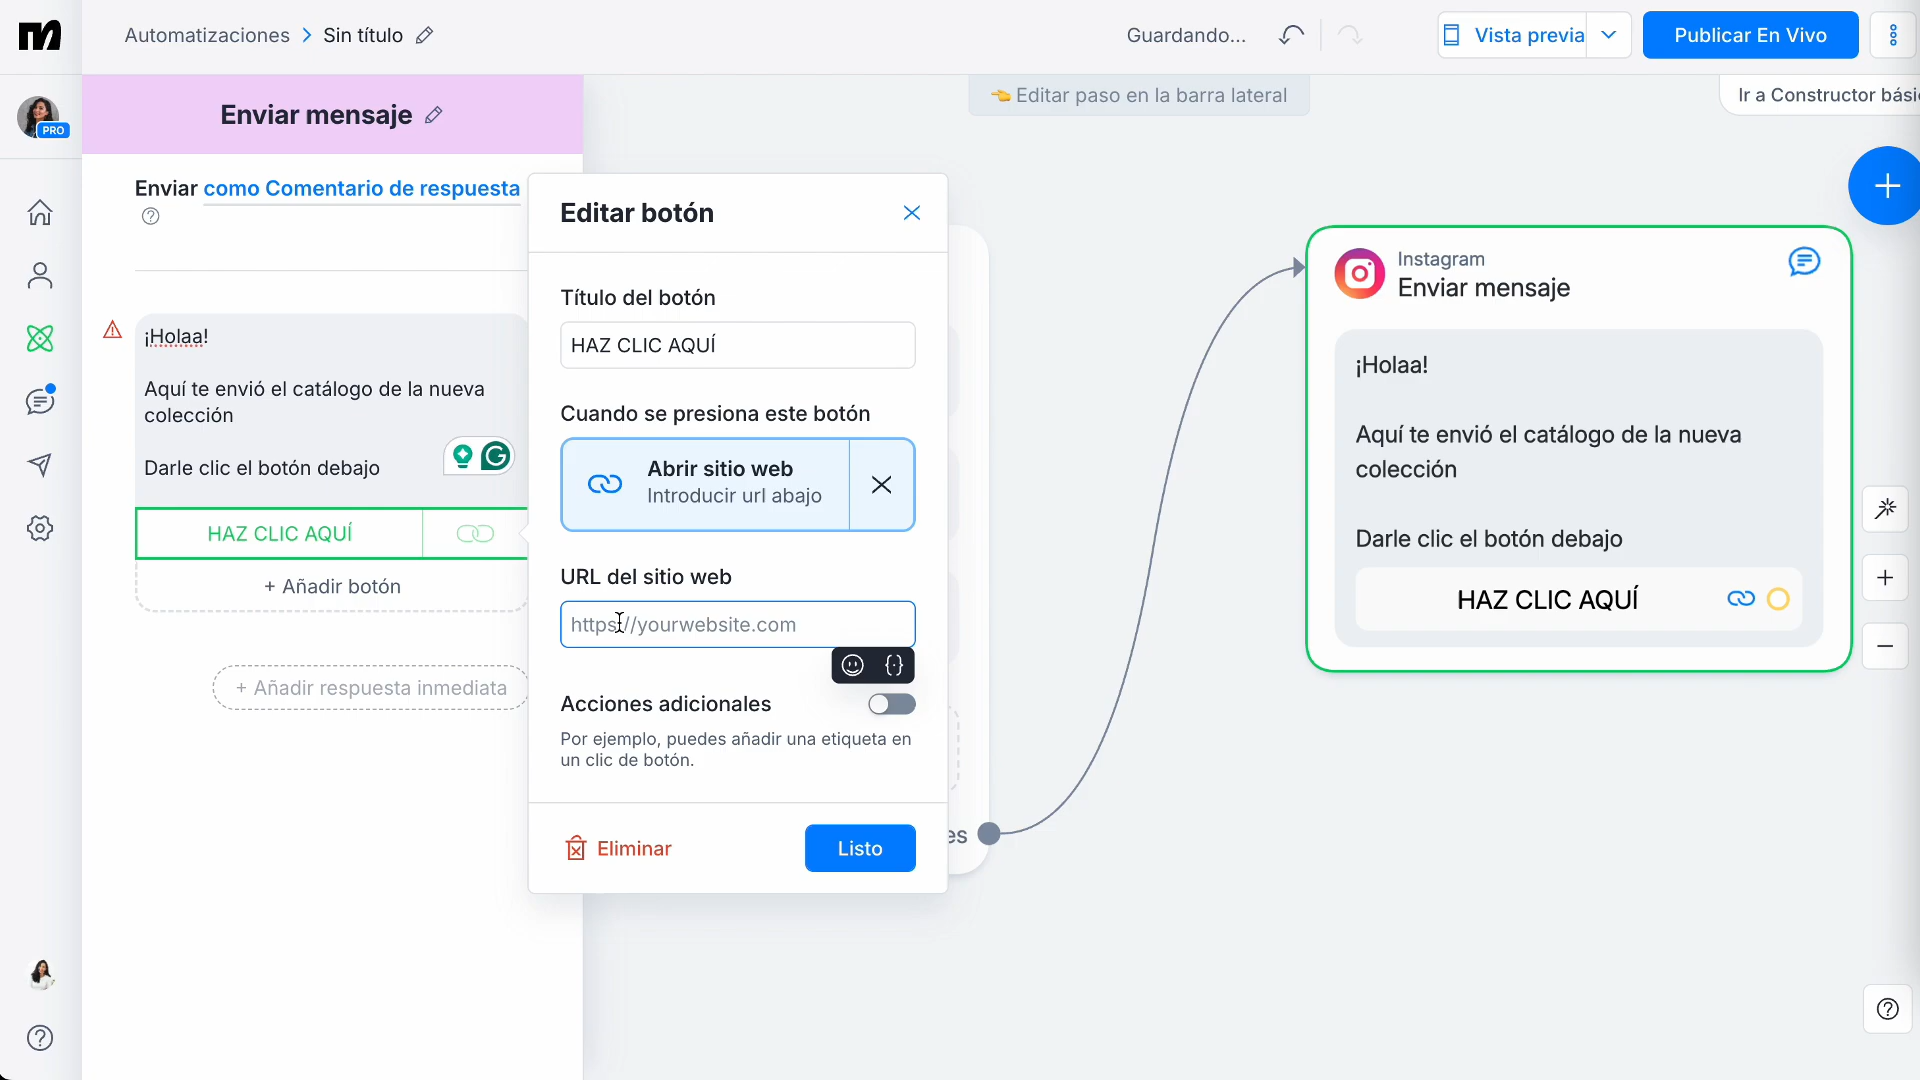 Automatizaciones > Sin título
Guardando...
Vista previa
Publicar En Vivo
PRO
Enviar mensaje
👈 Editar paso en la barra lateral
Ir a Constructor bási
Enviar como Comentario de respuesta
¡Holaa!
Aquí te envió el catálogo de la nueva
colección
Darle clic el botón debajo
HAZ CLIC AQUÍ
+ Añadir botón
+ Añadir respuesta inmediata
Editar botón
Título del botón
HAZ CLIC AQUÍ
Cuando se presiona este botón
Abrir sitio web
Introducir url abajo
URL del sitio web
https://yourwebsite.com
Acciones adicionales
Por ejemplo, puedes añadir una etiqueta en
un clic de botón.
Eliminar
Listo
es
Instagram
Enviar mensaje
¡Holaa!
Aquí te envió el catálogo de la nueva
colección
Darle clic el botón debajo
HAZ CLIC AQUÍ